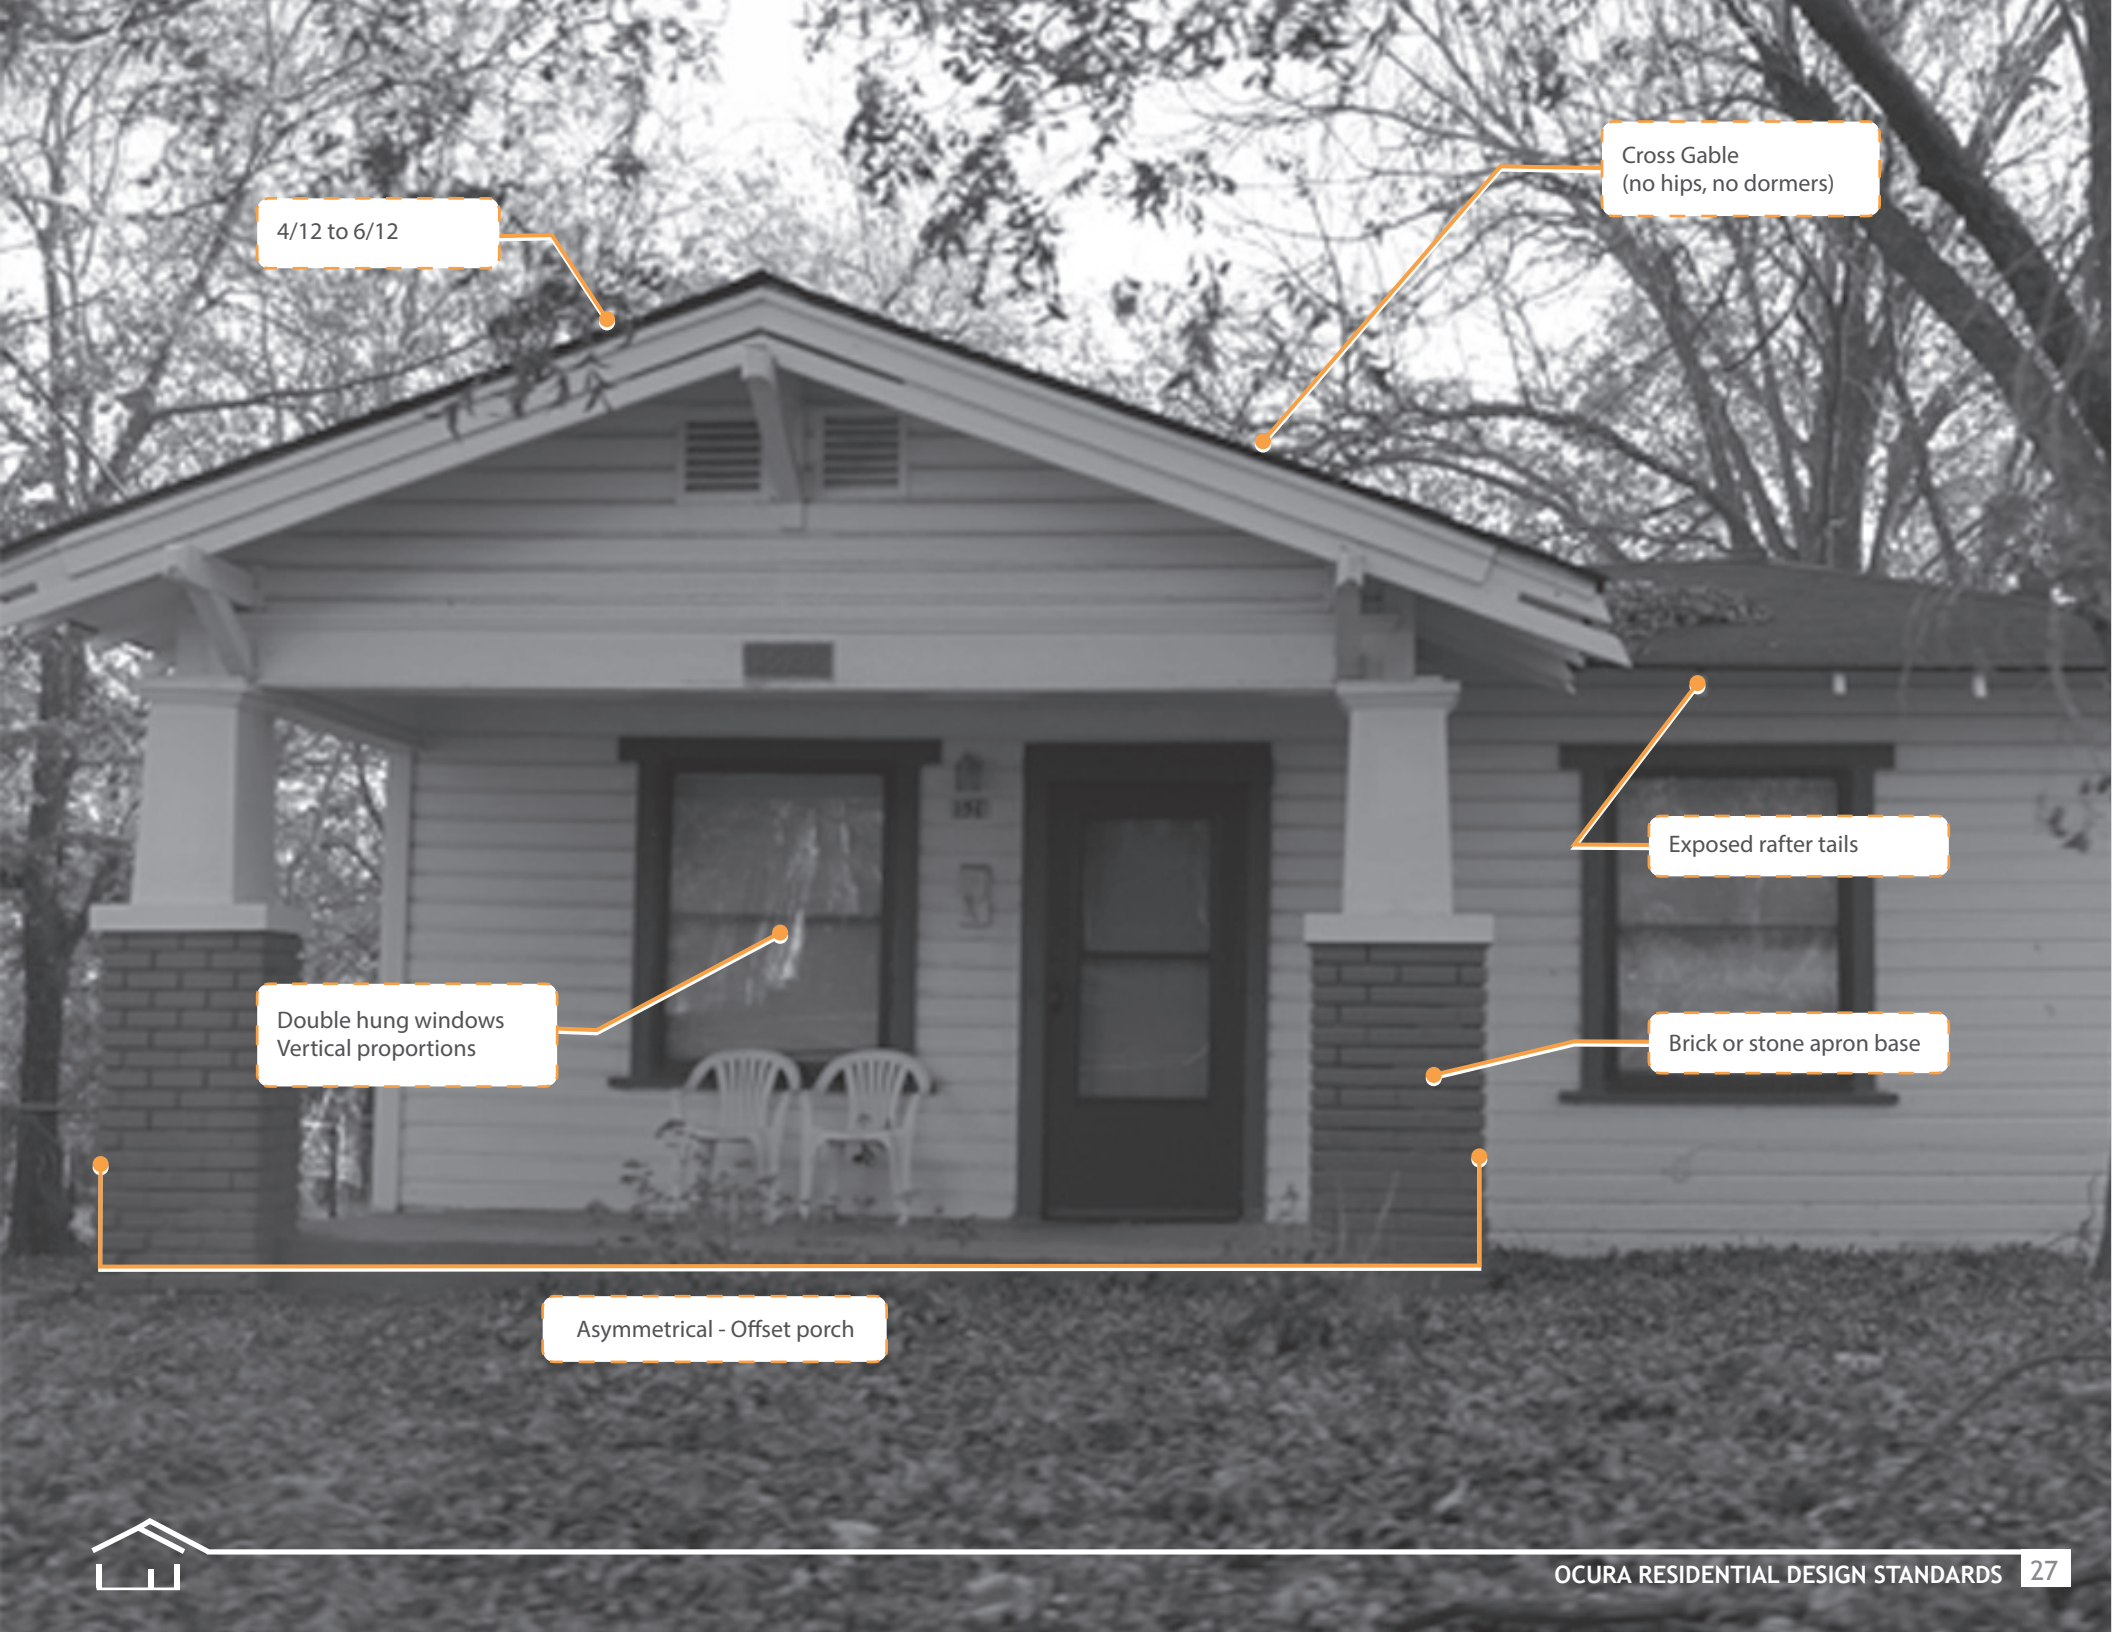 Cross Gable
(no hips, no dormers)
4/12 to 6/12
Exposed rafter tails
Double hung windows
Vertical proportions
Brick or stone apron base
Asymmetrical - Offset porch
OCURA RESIDENTIAL DESIGN STANDARDS 27